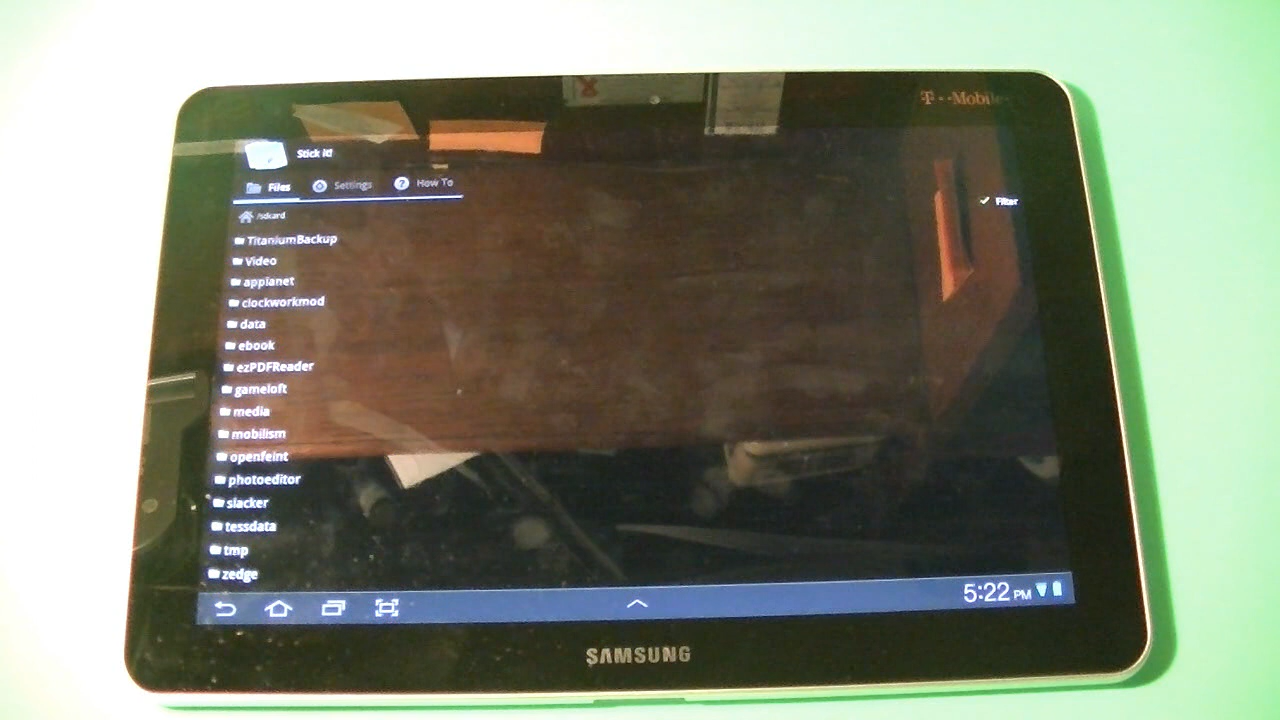 T··Mobile·
Stick It!
Files Settings How To
Filter
/sdcard
TitaniumBackup
Video
applanet
clockworkmod
data
ebook
ezPDFReader
gameloft
media
mobilism
openfeint
photoeditor
slacker
tessdata
tmp
zedge
5:22 PM
SAMSUNG